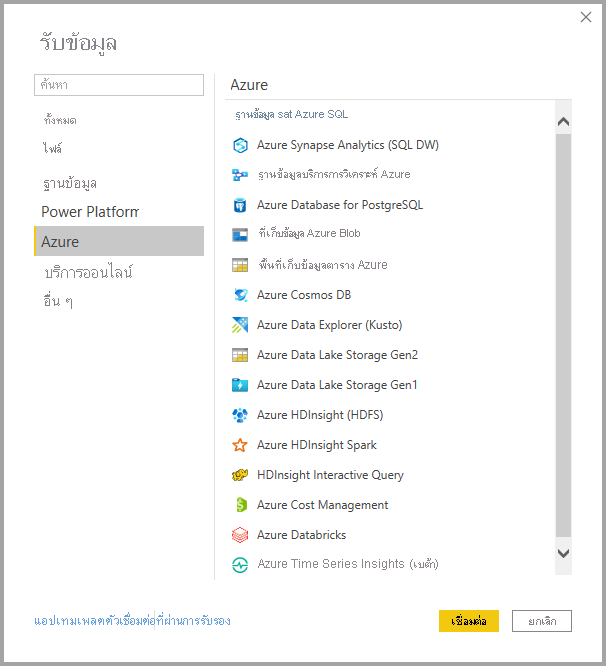 รับข้อมูล
ค้นหา
ทั้งหมด
ไฟล์
ฐานข้อมูล
Power Platform
Azure
บริการออนไลน์
อื่น ๆ
Azure
ฐานข้อมูล sat Azure SQL
Azure Synapse Analytics (SQL DW)
ฐานข้อมูลบริการการวิเคราะห์ Azure
Azure Database for PostgreSQL
ที่เก็บข้อมูล Azure Blob
พื้นที่เก็บข้อมูลตาราง Azure
Azure Cosmos DB
Azure Data Explorer (Kusto)
Azure Data Lake Storage Gen2
Azure Data Lake Storage Gen1
Azure HDInsight (HDFS)
Azure HDInsight Spark
HDInsight Interactive Query
Azure Cost Management
Azure Databricks
Azure Time Series Insights (เบต้า)
แอปเทมเพลตตัวเชื่อมต่อที่ผ่านการรับรอง
เชื่อมต่อ
ยกเลิก